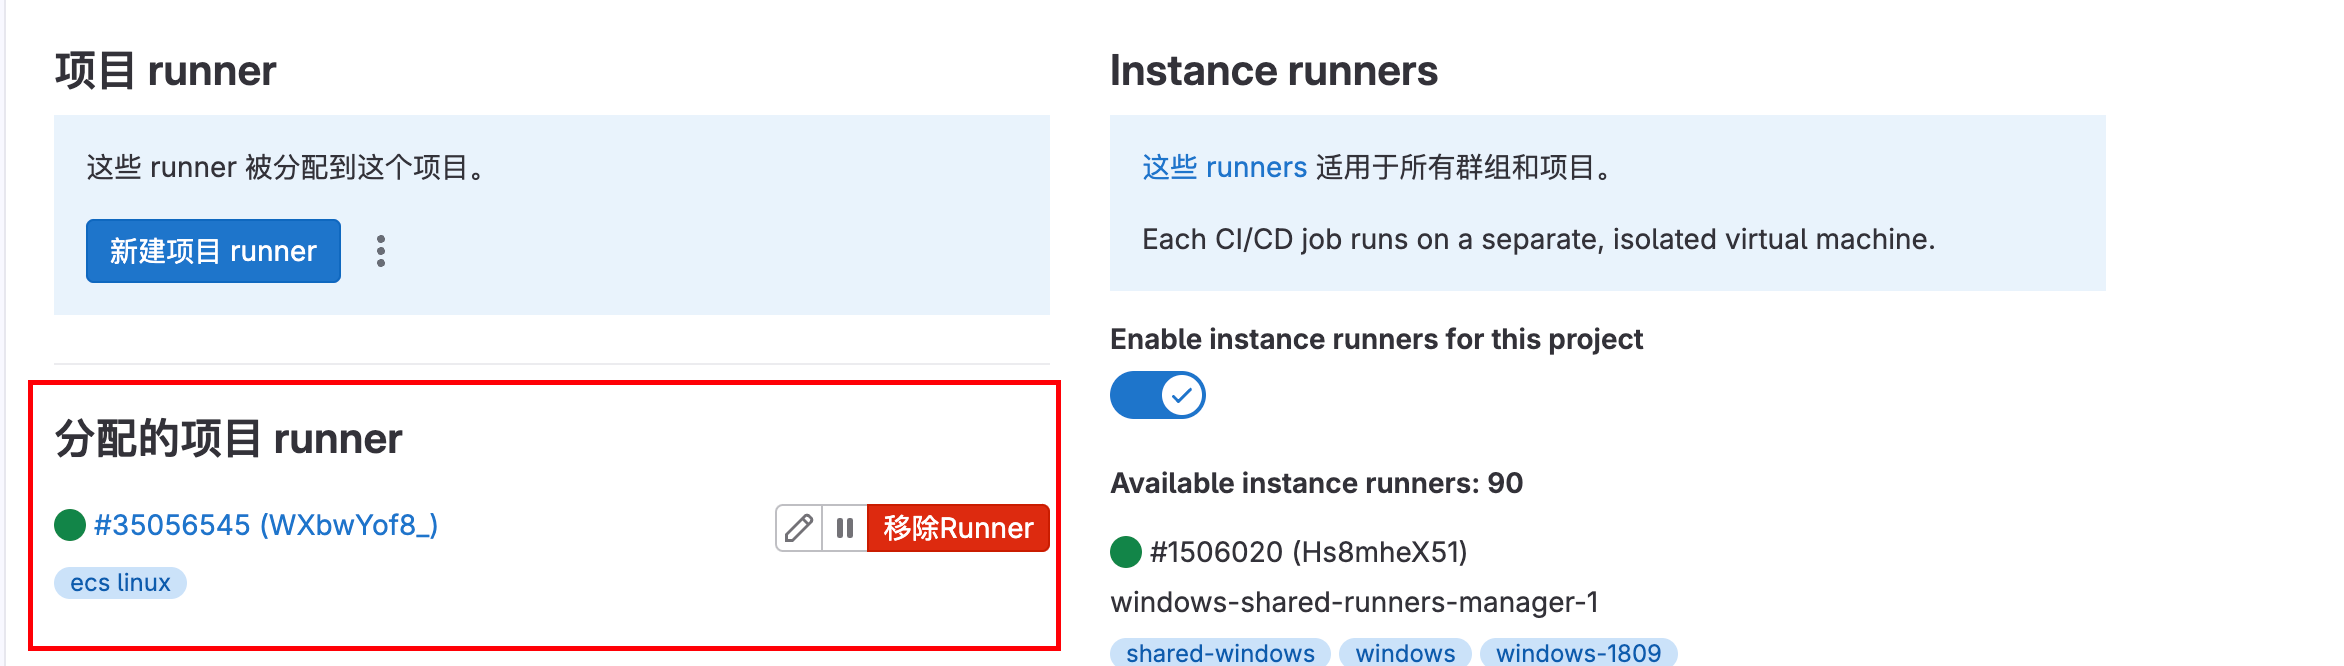 项目 runner
这些 runner 被分配到这个项目。
新建项目 runner
分配的项目 runner
#35056545 (WXbwYof8_)
移除Runner
ecs linux
Instance runners
这些 runners 适用于所有群组和项目。
Each CI/CD job runs on a separate, isolated virtual machine.
Enable instance runners for this project
Available instance runners: 90
#1506020 (Hs8mheX51)
windows-shared-runners-manager-1
shared-windows windows windows-1809